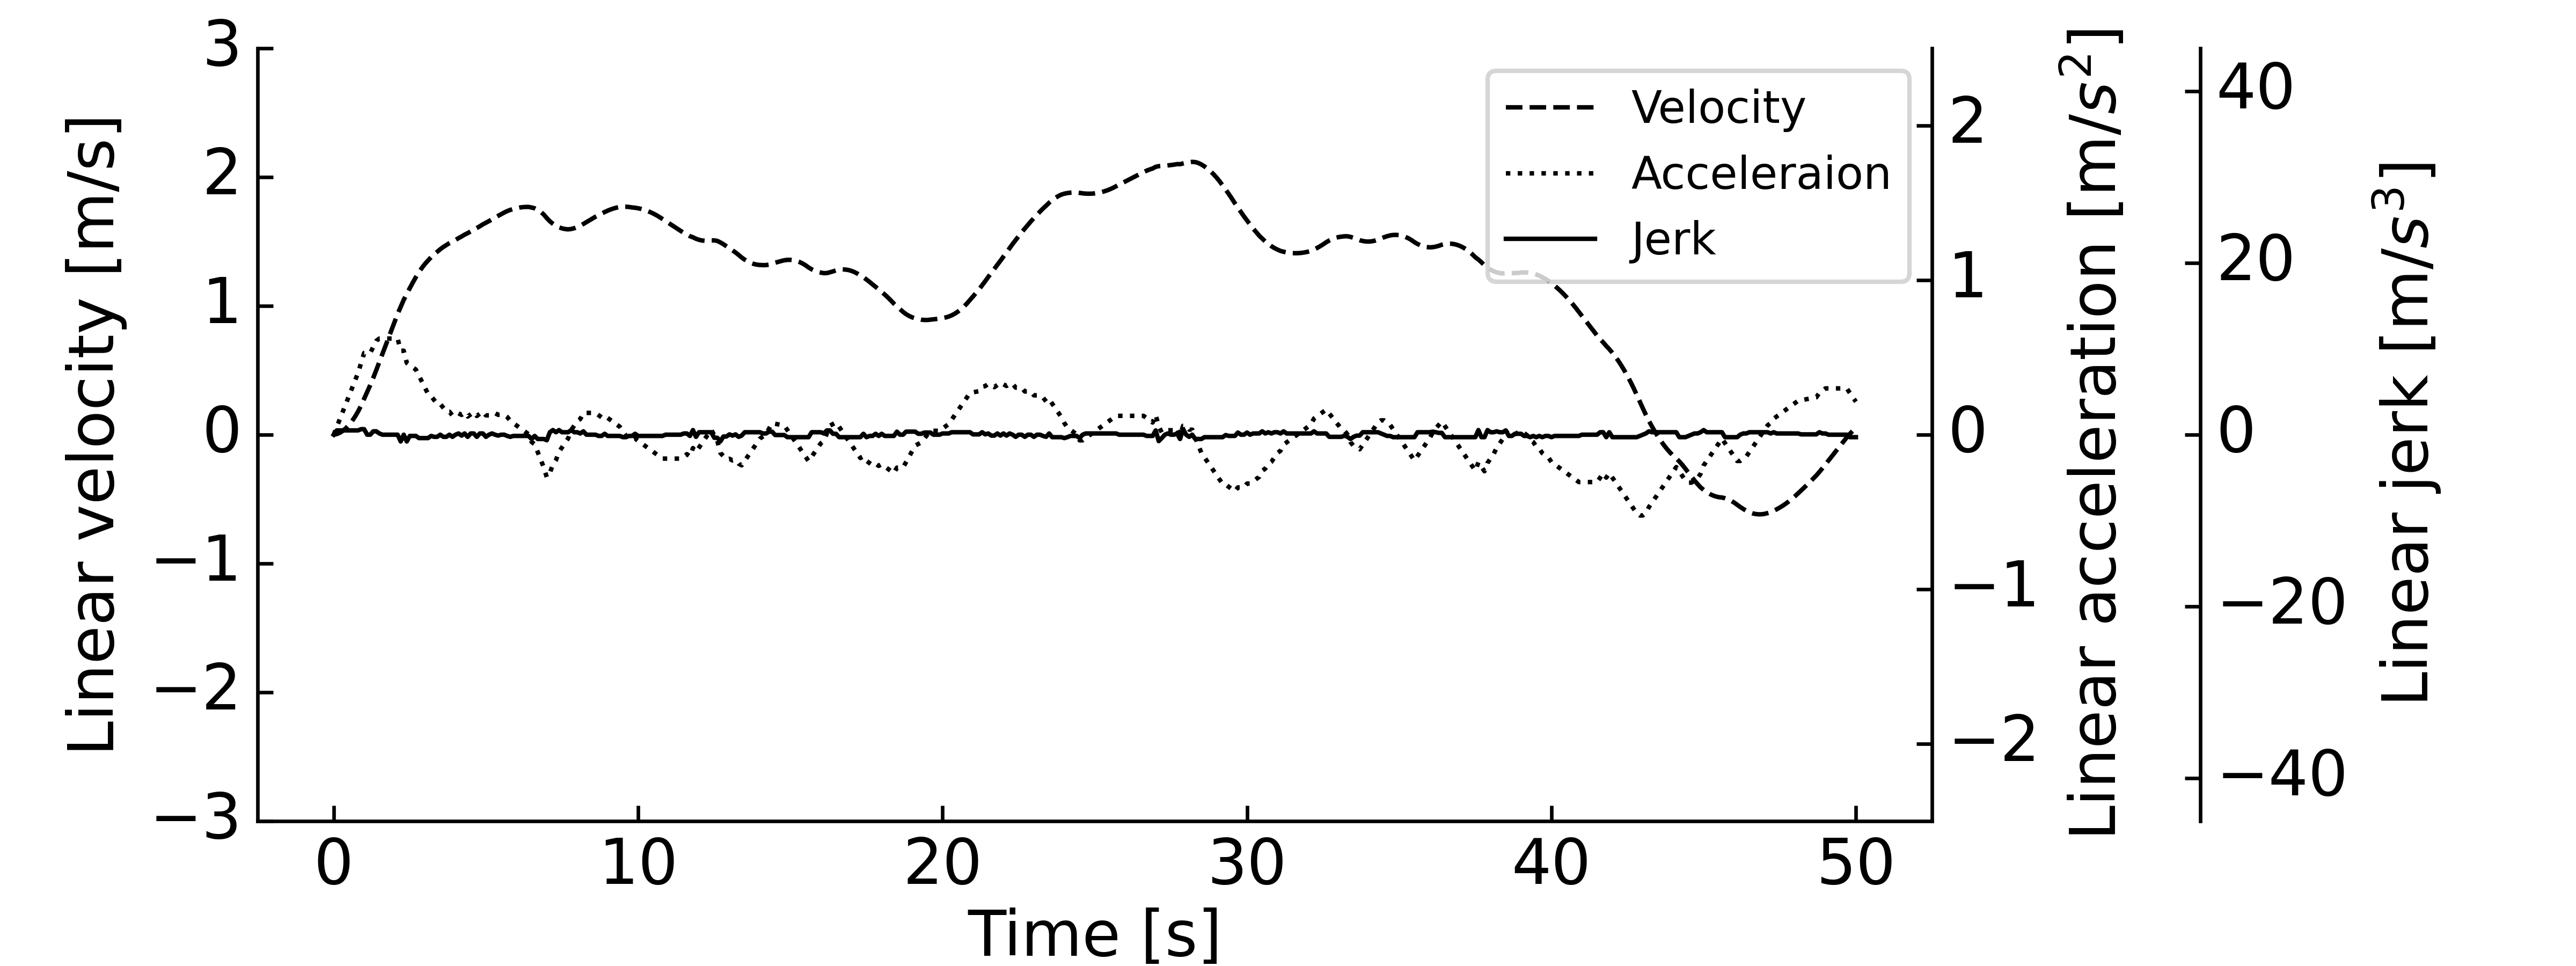 Linear velocity [m/s]
3
2
1
0
−1
−2
−3
0 10 20 30 40 50
Time [s]
Velocity
Acceleraion
Jerk
2
1
0
−1
−2
Linear acceleration [m/s²]
40
20
0
−20
−40
Linear jerk [m/s³]